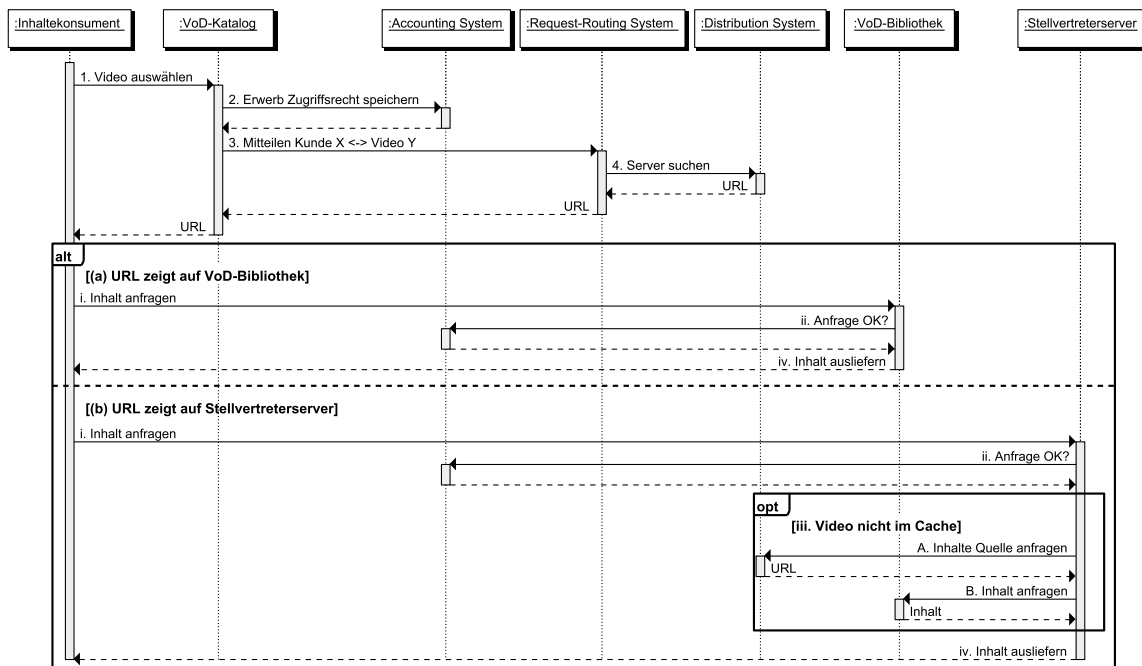 :Inhaltekonsument
:VoD-Katalog
:Accounting System
:Request-Routing System
:Distribution System
:VoD-Bibliothek
:Stellvertreterserver
1. Video auswählen
2. Erwerb Zugriffsrecht speichern
3. Mitteilen Kunde X <-> Video Y
4. Server suchen
URL
URL
URL
alt
[(a) URL zeigt auf VoD-Bibliothek]
i. Inhalt anfragen
ii. Anfrage OK?
iv. Inhalt ausliefern
[(b) URL zeigt auf Stellvertreterserver]
i. Inhalt anfragen
ii. Anfrage OK?
opt
[iii. Video nicht im Cache]
A. Inhalte Quelle anfragen
URL
B. Inhalt anfragen
Inhalt
iv. Inhalt ausliefern